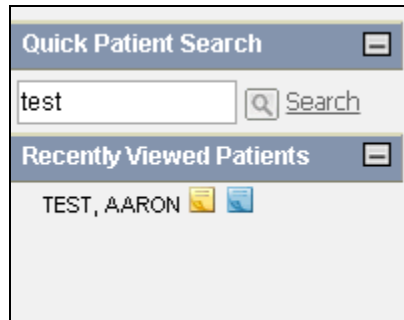 Quick Patient Search
test Search
Recently Viewed Patients
TEST, AARON